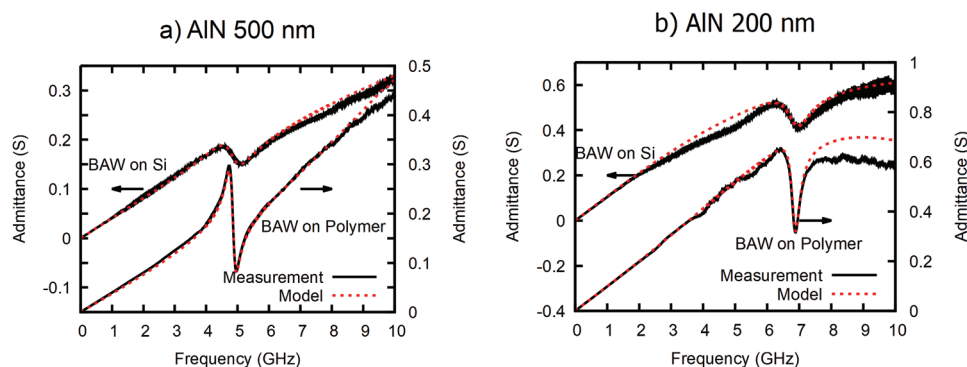 a) AlN 500 nm
Admittance (S)
0.3
0.2
0.1
0
-0.1
BAW on Si
BAW on Polymer
Measurement
Model
0.5
0.4
0.3
0.2
0.1
0
Admittance (S)
0 1 2 3 4 5 6 7 8 9 10
Frequency (GHz)
b) AlN 200 nm
Admittance (S)
0.6
0.4
0.2
0
-0.2
-0.4
BAW on Si
BAW on Polymer
Measurement
Model
1
0.8
0.6
0.4
0.2
0
Admittance (S)
0 1 2 3 4 5 6 7 8 9 10
Frequency (GHz)